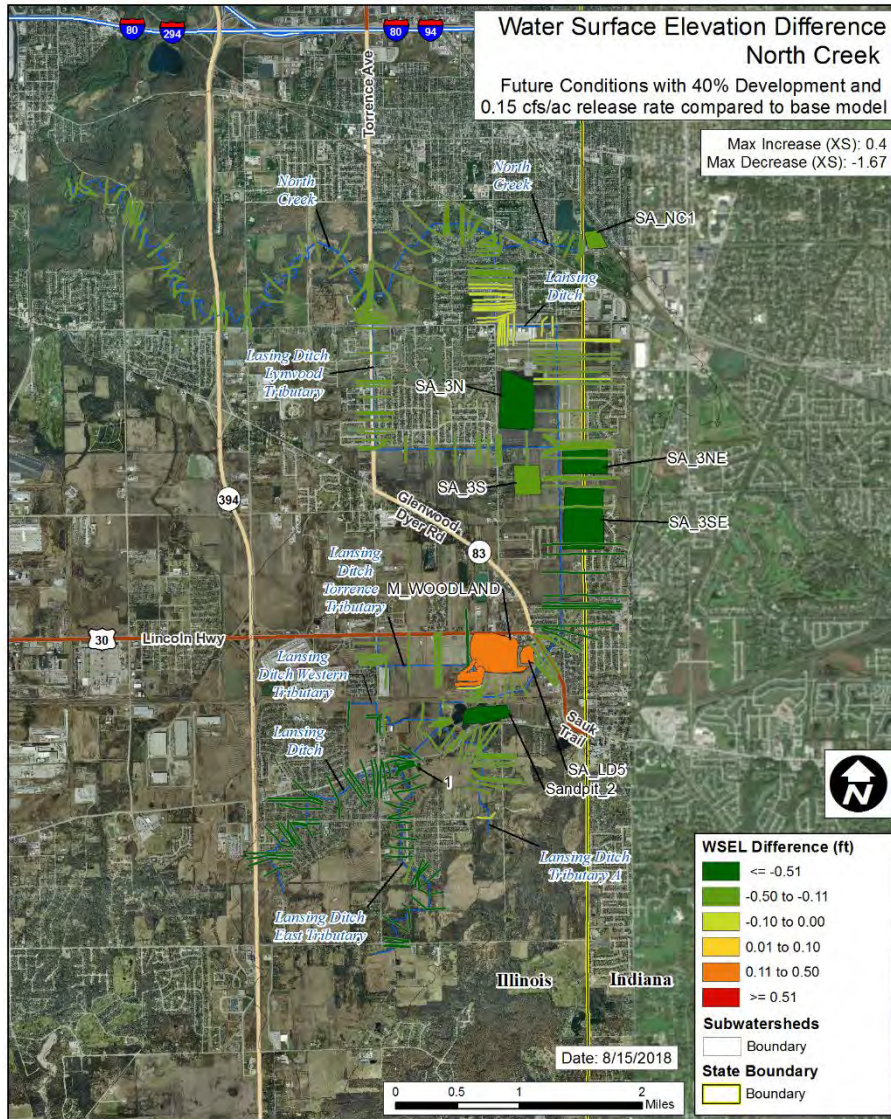 Water Surface Elevation Difference
North Creek
Future Conditions with 40% Development and
0.15 cfs/ac release rate compared to base model
Max Increase (XS): 0.4
Max Decrease (XS): -1.67
80
294
80
94
Torrence Ave
North
Creek
North
Creek
SA_NC1
Lansing
Ditch
Lasing Ditch
Lynwood
Tributary
SA_3N
SA_3NE
SA_3S
394
SA_3SE
Glenwood-
Dyer Rd
83
Lansing
Ditch
Torrence
Tributary
M_WOODLAND
30
Lincoln Hwy
Lansing
Ditch Western
Tributary
Sauk
Trail
Lansing
Ditch
SA_LD5
Sandpit_2
1
N
Lansing Ditch
Tributary A
Lansing Ditch
East Tributary
Illinois
Indiana
WSEL Difference (ft)
<= -0.51
-0.50 to -0.11
-0.10 to 0.00
0.01 to 0.10
0.11 to 0.50
>= 0.51
Subwatersheds
Boundary
State Boundary
Boundary
Date: 8/15/2018
0 0.5 1 2
Miles